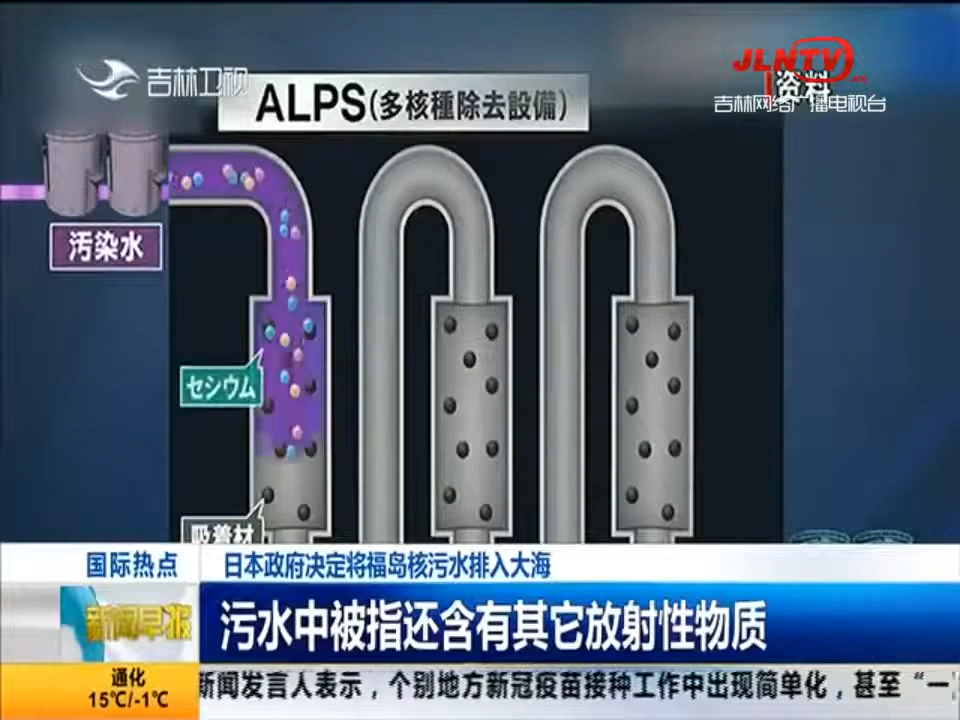 吉林卫视
JLNTV
资料
吉林网络广播电视台
ALPS(多核種除去設備)
汚染水
セシウム
吸着材
国际热点
日本政府决定将福岛核污水排入大海
新闻早报
污水中被指还含有其它放射性物质
通化
15℃/-1℃
新闻发言人表示，个别地方新冠疫苗接种工作中出现简单化，甚至“一